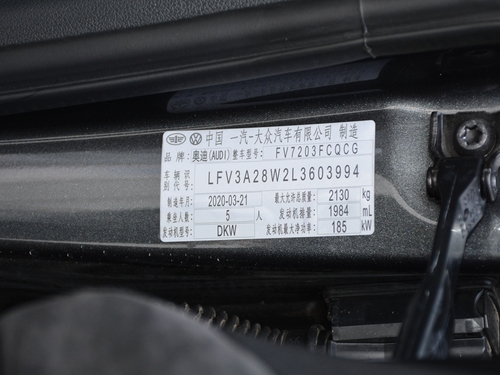 中国 一汽-大众汽车有限公司 制造
品牌: 奥迪(AUDI) 整车型号: FV7203FCQCG
车辆识别代号: LFV3A28W2L3603994
制造年月: 2020-03-21 最大允许总质量: 2130 kg
乘坐人数: 5 人 发动机排量: 1984 mL
发动机型号: DKW 发动机最大净功率: 185 kW